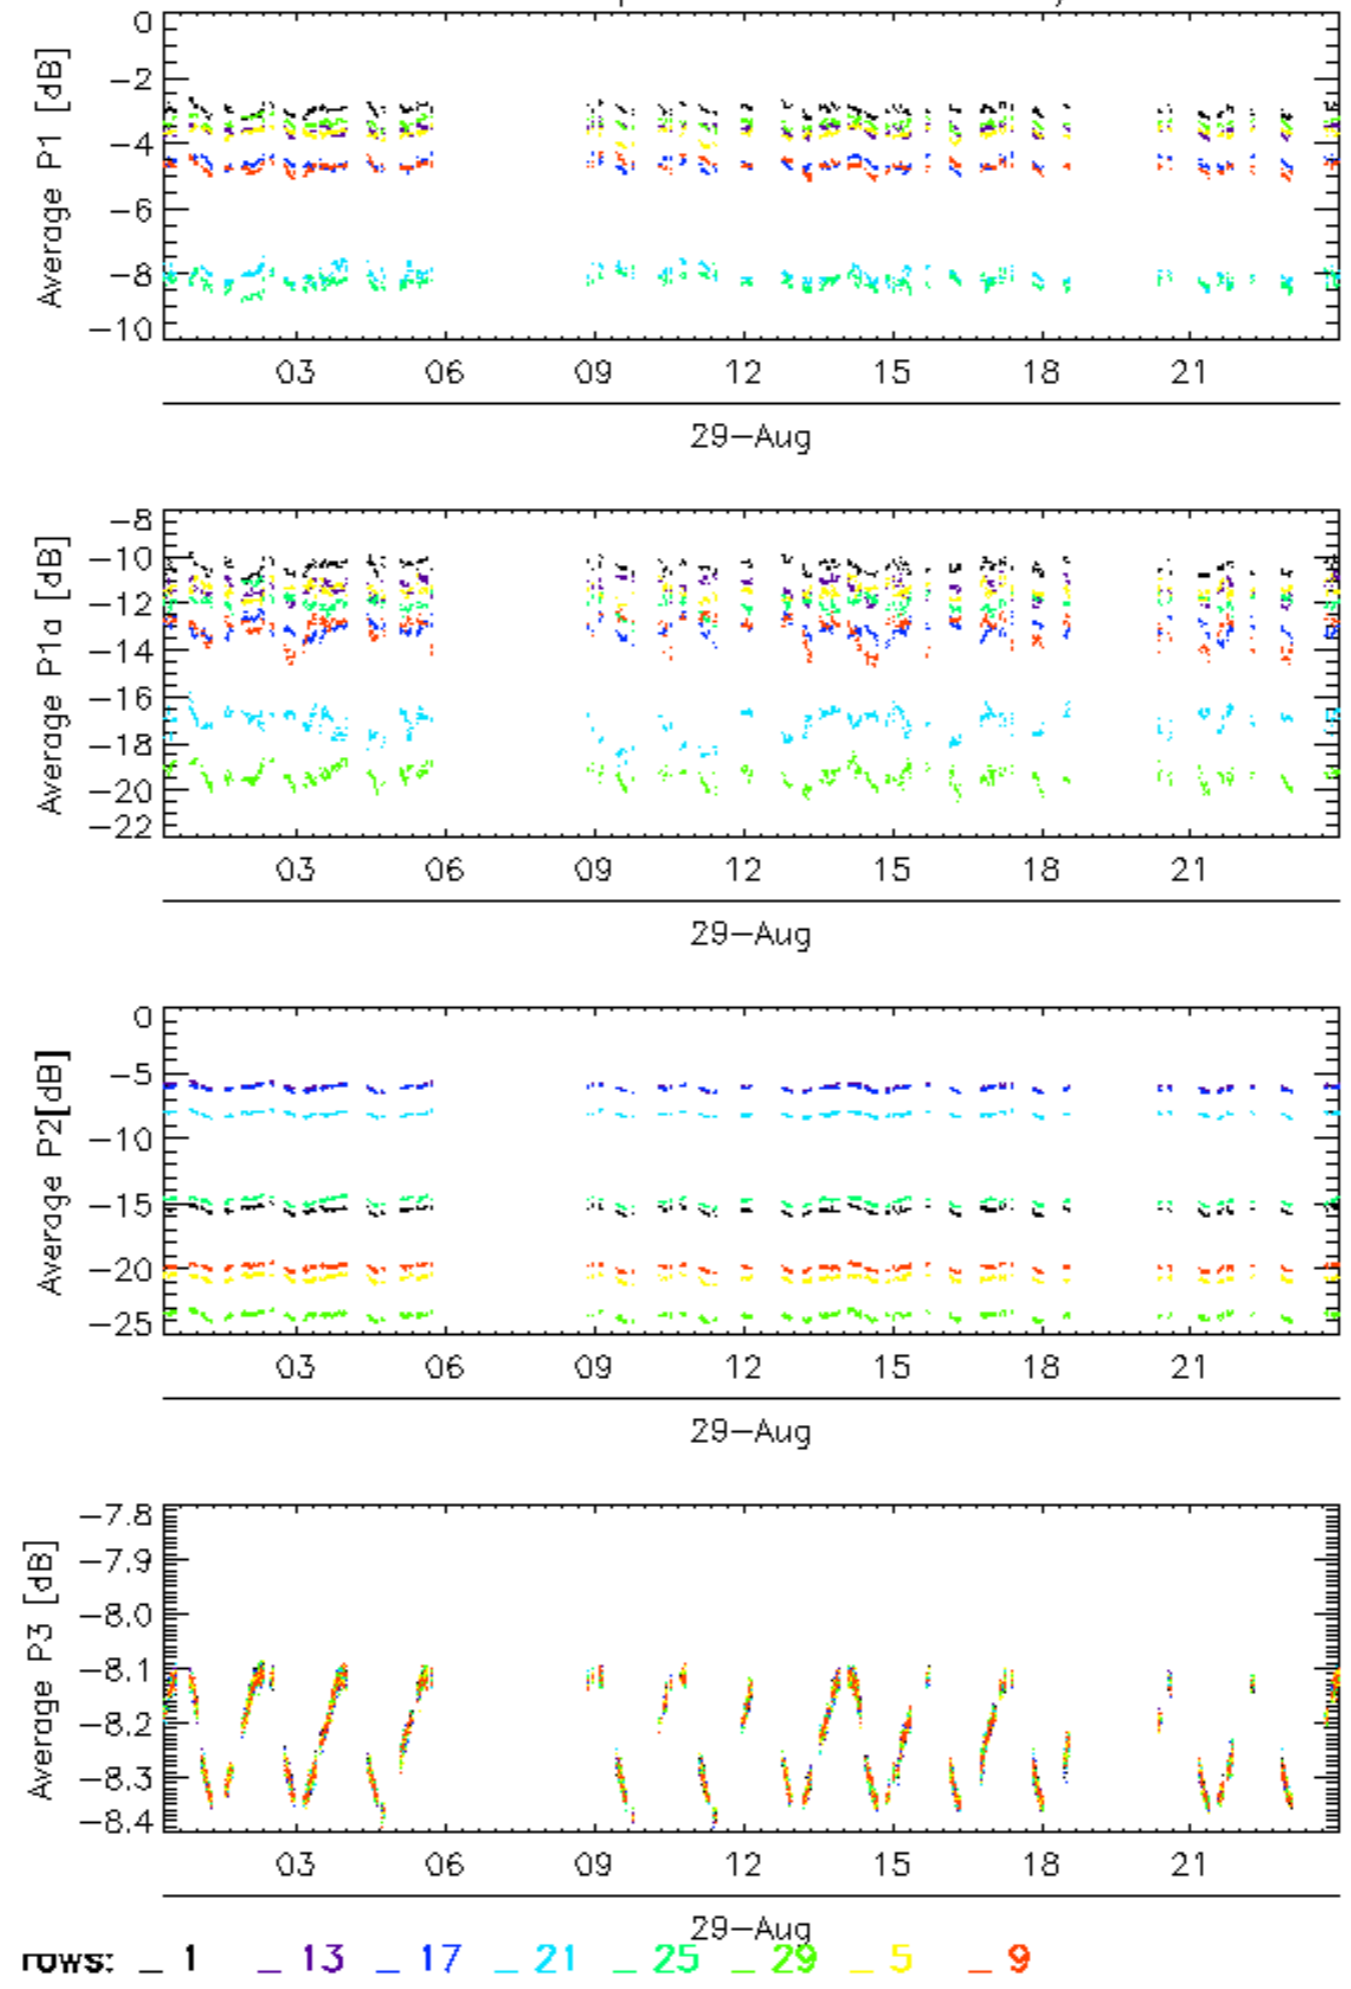 0
−2
−4
−6
−8
−10
Average P1 [dB]
03 06 09 12 15 18 21
29−Aug
−8
−10
−12
−14
−16
−18
−20
−22
Average P1a [dB]
03 06 09 12 15 18 21
29−Aug
0
−5
−10
−15
−20
−25
Average P2[dB]
03 06 09 12 15 18 21
29−Aug
−7.8
−7.9
−8.0
−8.1
−8.2
−8.3
−8.4
Average P3 [dB]
03 06 09 12 15 18 21
29−Aug
rows: _ 1 _ 13 _ 17 _ 21 _ 25 _ 29 _ 5 _ 9